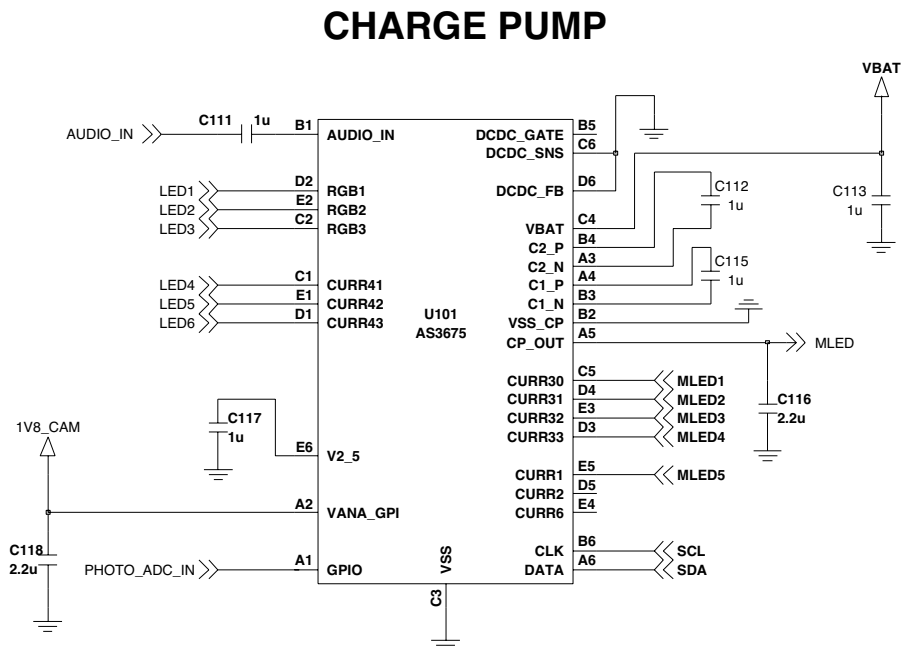 CHARGE PUMP
VBAT
AUDIO_IN
C111
1u
B1
AUDIO_IN
DCDC_GATE
B5
DCDC_SNS
C6
LED1
D2
RGB1
DCDC_FB
D6
C112
1u
C113
1u
LED2
E2
RGB2
LED3
C2
RGB3
VBAT
C4
C2_P
B4
C2_N
A3
LED4
C1
CURR41
C1_P
A4
C115
1u
LED5
E1
CURR42
C1_N
B3
LED6
D1
CURR43
U101
AS3675
VSS_CP
B2
CP_OUT
A5
MLED
CURR30
C5
MLED1
CURR31
D4
MLED2
C116
2.2u
CURR32
E3
MLED3
CURR33
D3
MLED4
C117
1u
1V8_CAM
E6
V2_5
CURR1
E5
MLED5
CURR2
D5
A2
VANA_GPI
CURR6
E4
C118
2.2u
CLK
B6
SCL
PHOTO_ADC_IN
A1
GPIO
VSS
DATA
A6
SDA
C3